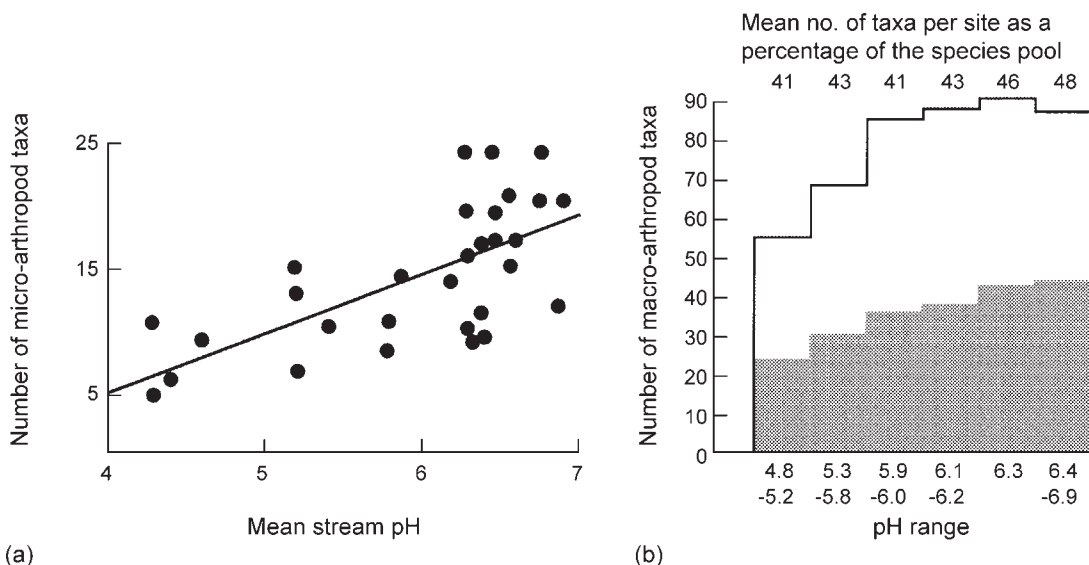 Number of micro-arthropod taxa
25
15
5
4 5 6 7
Mean stream pH
(a)
Mean no. of taxa per site as a
percentage of the species pool
41 43 41 43 46 48
Number of macro-arthropod taxa
90
80
70
60
50
40
30
20
10
0
4.8 5.3 5.9 6.1 6.3 6.4
-5.2 -5.8 -6.0 -6.2 -6.9
pH range
(b)